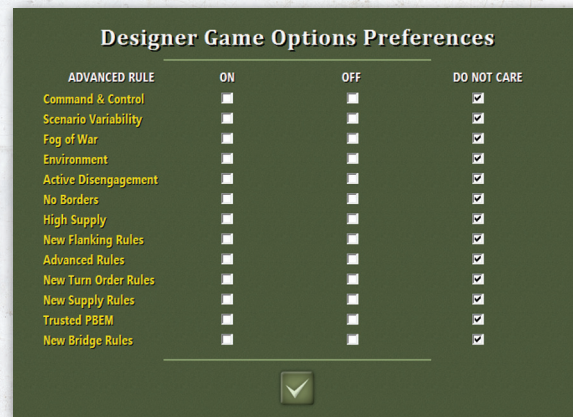 Designer Game Options Preferences
ADVANCED RULE ON OFF DO NOT CARE
Command & Control
Scenario Variability
Fog of War
Environment
Active Disengagement
No Borders
High Supply
New Flanking Rules
Advanced Rules
New Turn Order Rules
New Supply Rules
Trusted PBEM
New Bridge Rules